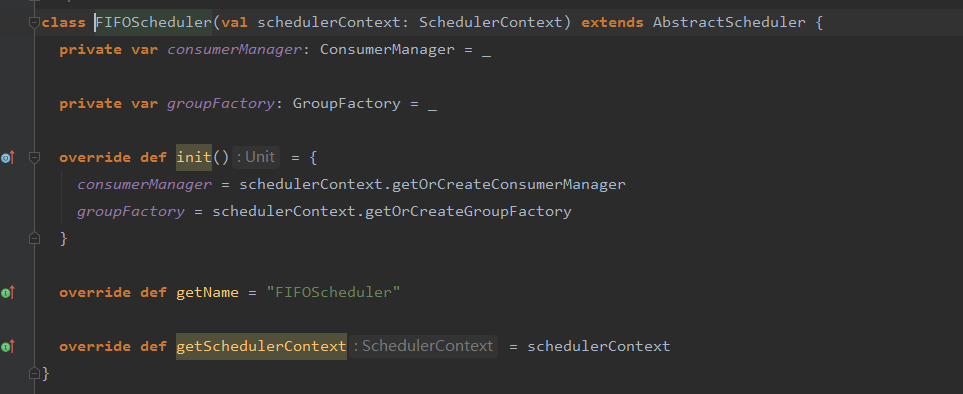 class FIFOScheduler(val schedulerContext: SchedulerContext) extends AbstractScheduler {
private var consumerManager: ConsumerManager = _
private var groupFactory: GroupFactory = _
override def init() : Unit = {
consumerManager = schedulerContext.getOrCreateConsumerManager
groupFactory = schedulerContext.getOrCreateGroupFactory
}
override def getName = "FIFOScheduler"
override def getSchedulerContext : SchedulerContext = schedulerContext
}